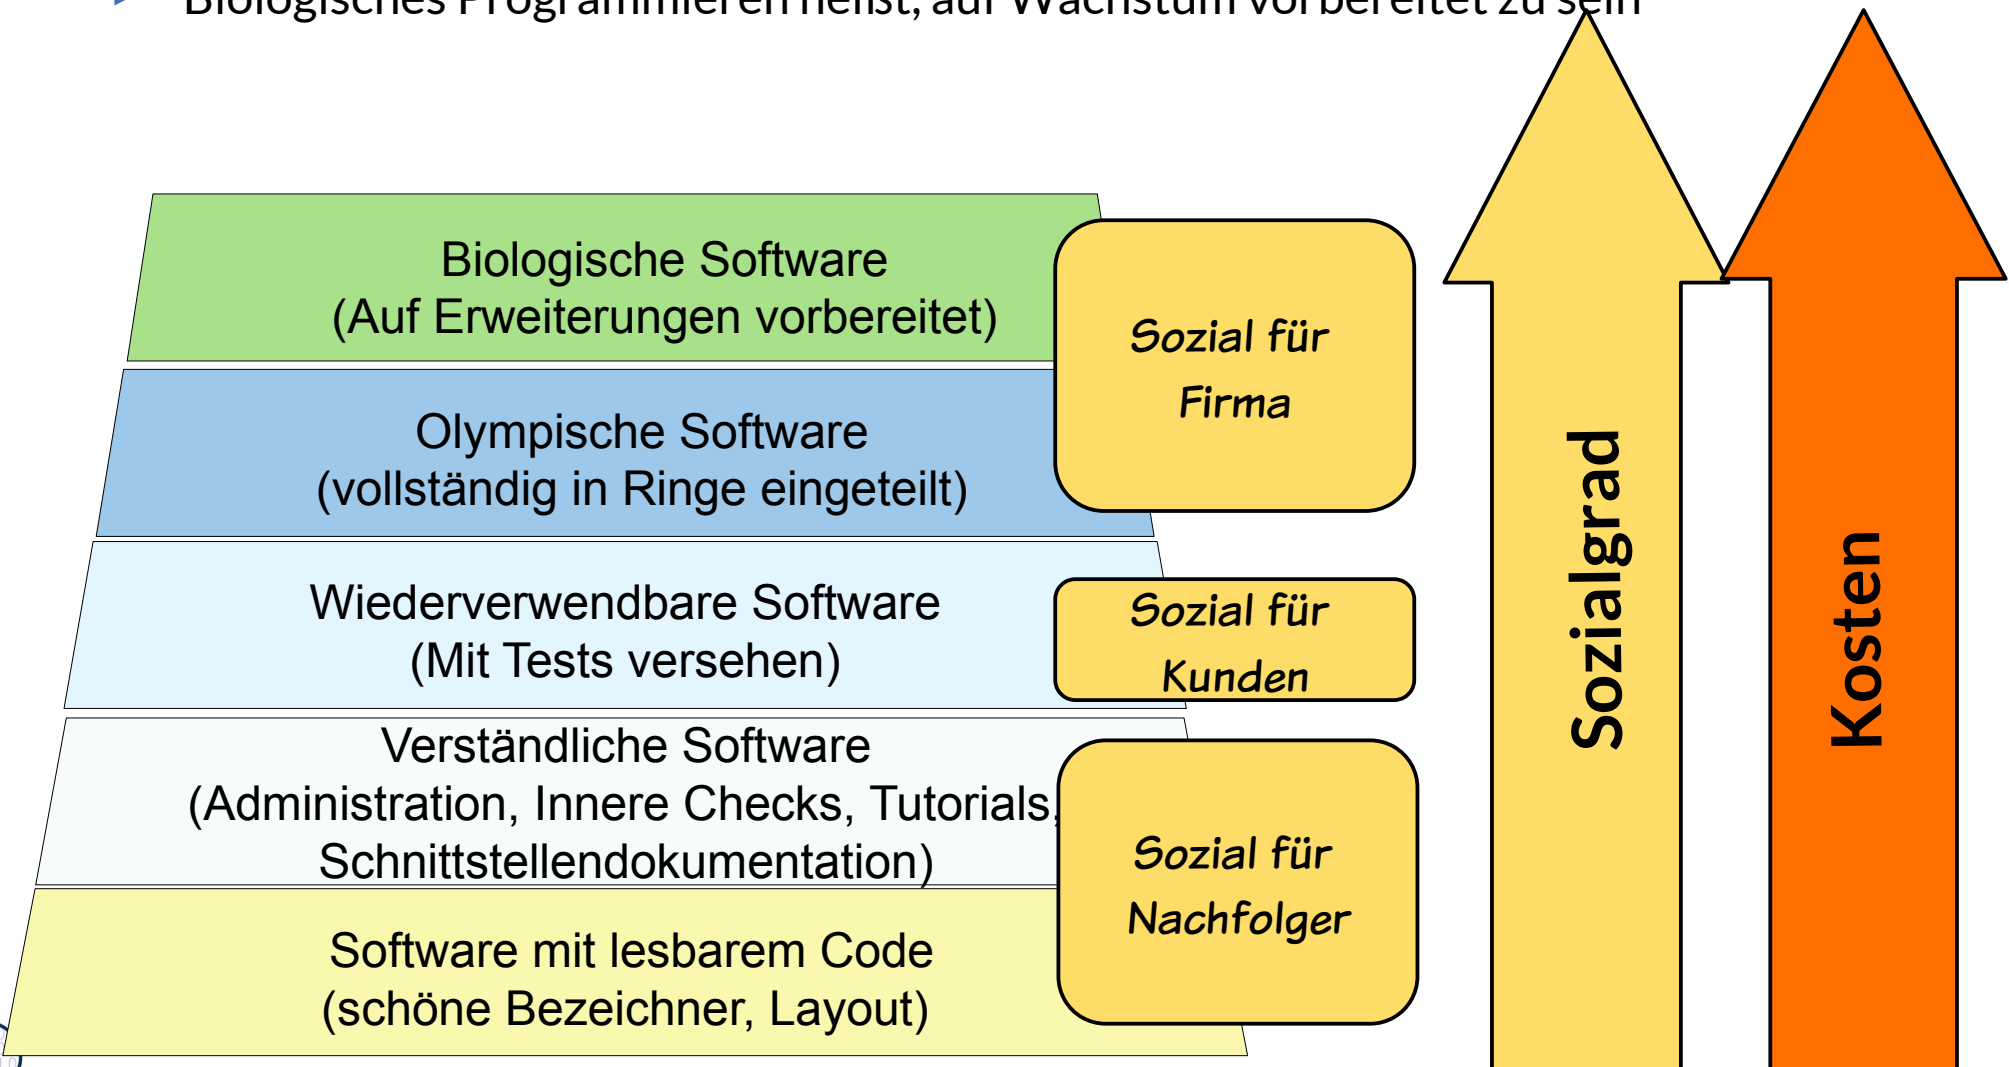 Biologisches Programmieren heißt, auf Wachstum vorbereitet zu sein
Biologische Software
(Auf Erweiterungen vorbereitet)
Sozial für
Firma
Olympische Software
(vollständig in Ringe eingeteilt)
Wiederverwendbare Software
(Mit Tests versehen)
Sozial für
Kunden
Verständliche Software
(Administration, Innere Checks, Tutorials,
Schnittstellendokumentation)
Sozial für
Nachfolger
Software mit lesbarem Code
(schöne Bezeichner, Layout)
Sozialgrad
Kosten